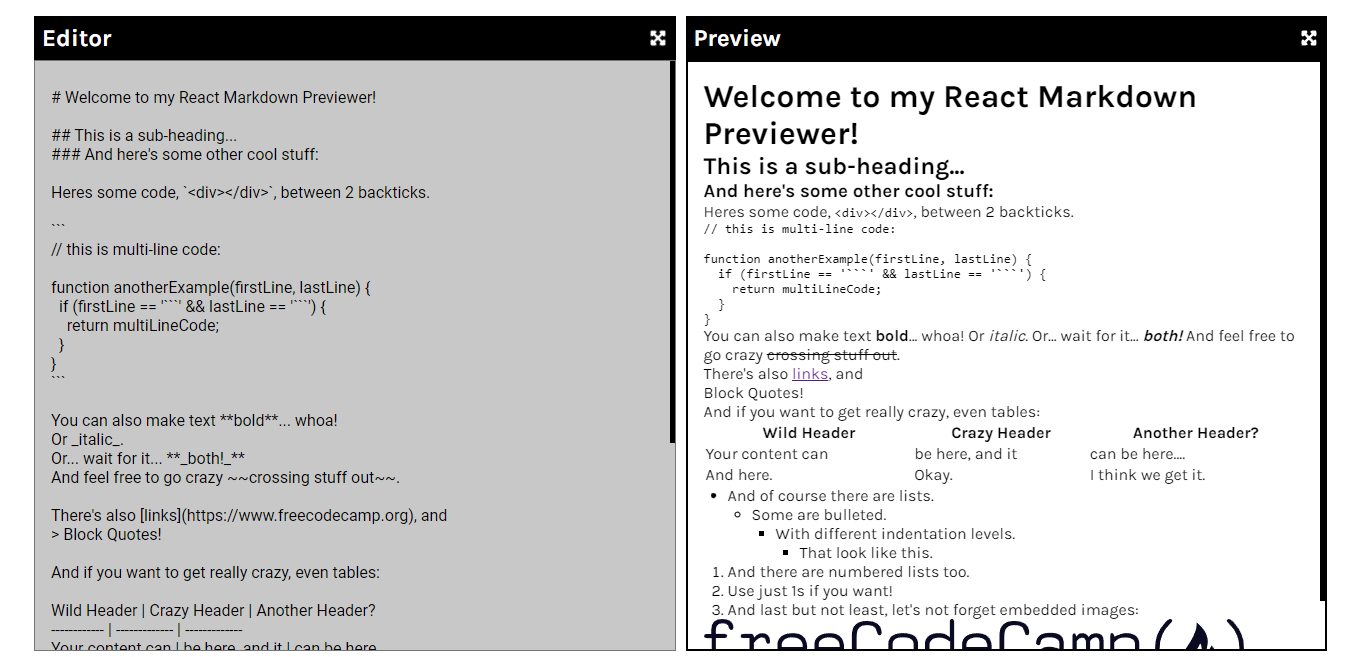 Editor
# Welcome to my React Markdown Previewer!
## This is a sub-heading...
### And here's some other cool stuff:
Heres some code, `<div></div>`, between 2 backticks.
```
// this is multi-line code:
function anotherExample(firstLine, lastLine) {
  if (firstLine == '```' && lastLine == '```') {
    return multiLineCode;
  }
}
```
You can also make text **bold**... whoa!
Or _italic_.
Or... wait for it... **_both!_**
And feel free to go crazy ~~crossing stuff out~~.
There's also [links](https://www.freecodecamp.org), and
> Block Quotes!
And if you want to get really crazy, even tables:
Wild Header | Crazy Header | Another Header?
------------ | ------------- | -------------
Your content can | be here, and it | can be here
Preview
Welcome to my React Markdown
Previewer!
This is a sub-heading...
And here's some other cool stuff:
Heres some code, <div></div>, between 2 backticks.
// this is multi-line code:
function anotherExample(firstLine, lastLine) {
  if (firstLine == '```' && lastLine == '```') {
    return multiLineCode;
  }
}
You can also make text bold... whoa! Or italic. Or... wait for it... both! And feel free to
go crazy crossing stuff out.
There's also links, and
Block Quotes!
And if you want to get really crazy, even tables:
Wild Header Crazy Header Another Header?
Your content can be here, and it can be here....
And here. Okay. I think we get it.
And of course there are lists.
Some are bulleted.
With different indentation levels.
That look like this.
1. And there are numbered lists too.
2. Use just 1s if you want!
3. And last but not least, let's not forget embedded images:
freeCodeCamp(
)